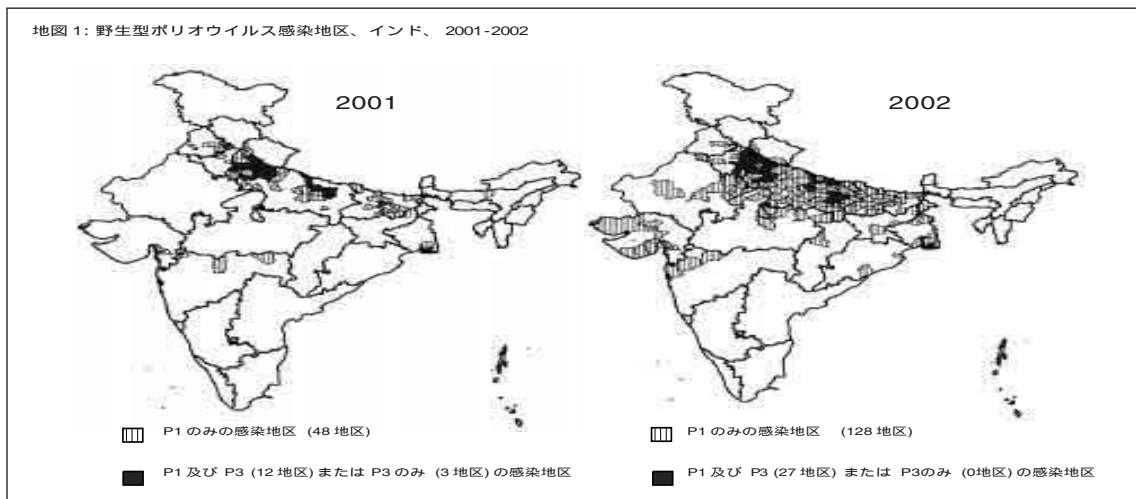 地図 1: 野生型ポリオウイルス感染地区、インド、 2001-2002
2001
2002
P1 のみの感染地区 (48 地区)
P1 及び P3 (12 地区) または P3 のみ (3 地区) の感染地区
P1 のみの感染地区 (128 地区)
P1 及び P3 (27 地区) または P3のみ (0地区) の感染地区